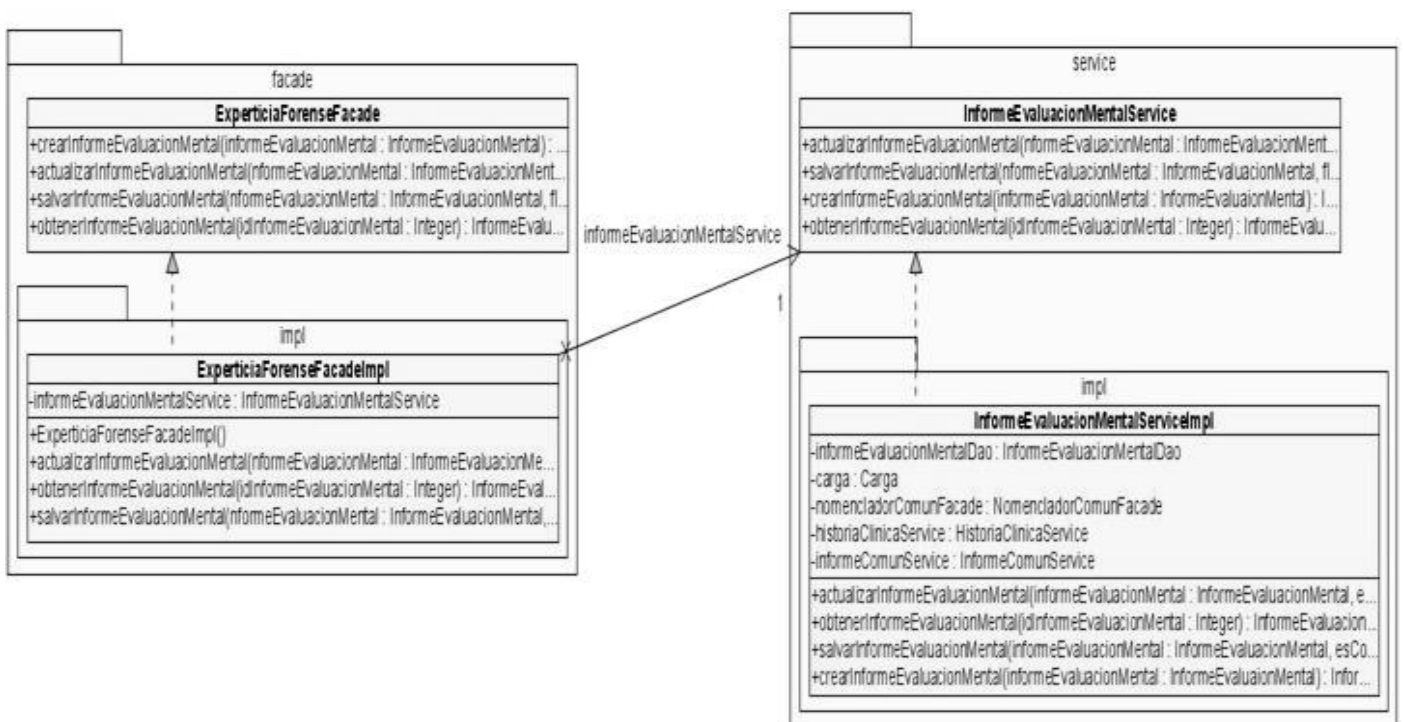 facade
ExperticiaForenseFacade
+crearInformeEvaluacionMental(informeEvaluacionMental : InformeEvaluacionMental) : ...
+actualizarInformeEvaluacionMental(nformeEvaluacionMental : InformeEvaluacionMent...
+salvarInformeEvaluacionMental(nformeEvaluacionMental : InformeEvaluacionMental, fl...
+obtenerInformeEvaluacionMental(idInformeEvaluacionMental : Integer) : InformeEvalu...
impl
ExperticiaForenseFacadeImpl
-informeEvaluacionMentalService : InformeEvaluacionMentalService
+ExperticiaForenseFacadeImpl()
+actualizarInformeEvaluacionMental(nformeEvaluacionMental : InformeEvaluacionMe...
+obtenerInformeEvaluacionMental(idInformeEvaluacionMental : Integer) : InformeEval...
+salvarInformeEvaluacionMental(nformeEvaluacionMental : InformeEvaluacionMental,...
informeEvaluacionMentalService
1
service
InformeEvaluacionMentalService
+actualizarInformeEvaluacionMental(nformeEvaluacionMental : InformeEvaluacionMent...
+salvarInformeEvaluacionMental(nformeEvaluacionMental : InformeEvaluacionMental, fl...
+crearInformeEvaluacionMental(informeEvaluacionMental : InformeEvaluaionMental) : I...
+obtenerInformeEvaluacionMental(idInformeEvaluacionMental : Integer) : InformeEvalu...
impl
InformeEvaluacionMentalServiceImpl
-informeEvaluacionMentalDao : InformeEvaluacionMentalDao
-carga : Carga
-nomencladorComunFacade : NomencladorComunFacade
-historiaClinicaService : HistoriaClinicaService
-informeComunService : InformeComunService
+actualizarInformeEvaluacionMental(informeEvaluacionMental : InformeEvaluacionMental, e...
+obtenerInformeEvaluacionMental(idInformeEvaluacionMental : Integer) : InformeEvaluacion...
+salvarInformeEvaluacionMental(informeEvaluacionMental : InformeEvaluacionMental, esCo...
+crearInformeEvaluacionMental(informeEvaluacionMental : InformeEvaluaionMental) : Infor...